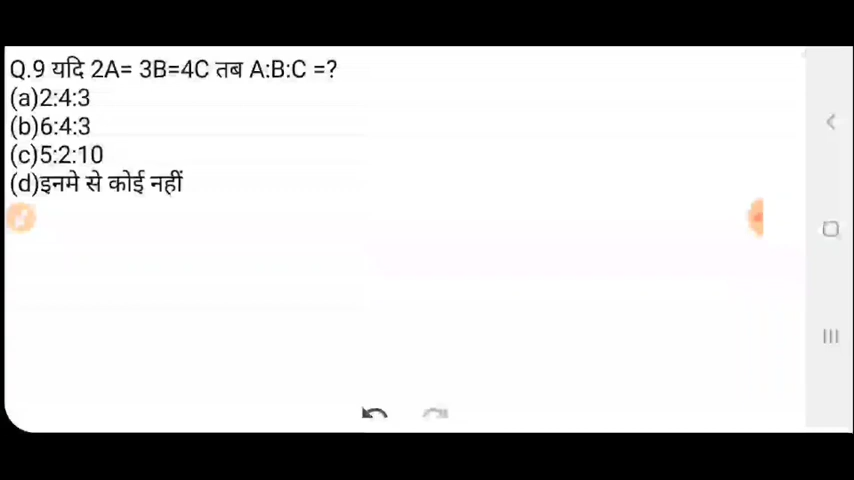 Q.9 यदि 2A= 3B=4C तब A:B:C =?
(a)2:4:3
(b)6:4:3
(c)5:2:10
(d)इनमे से कोई नहीं